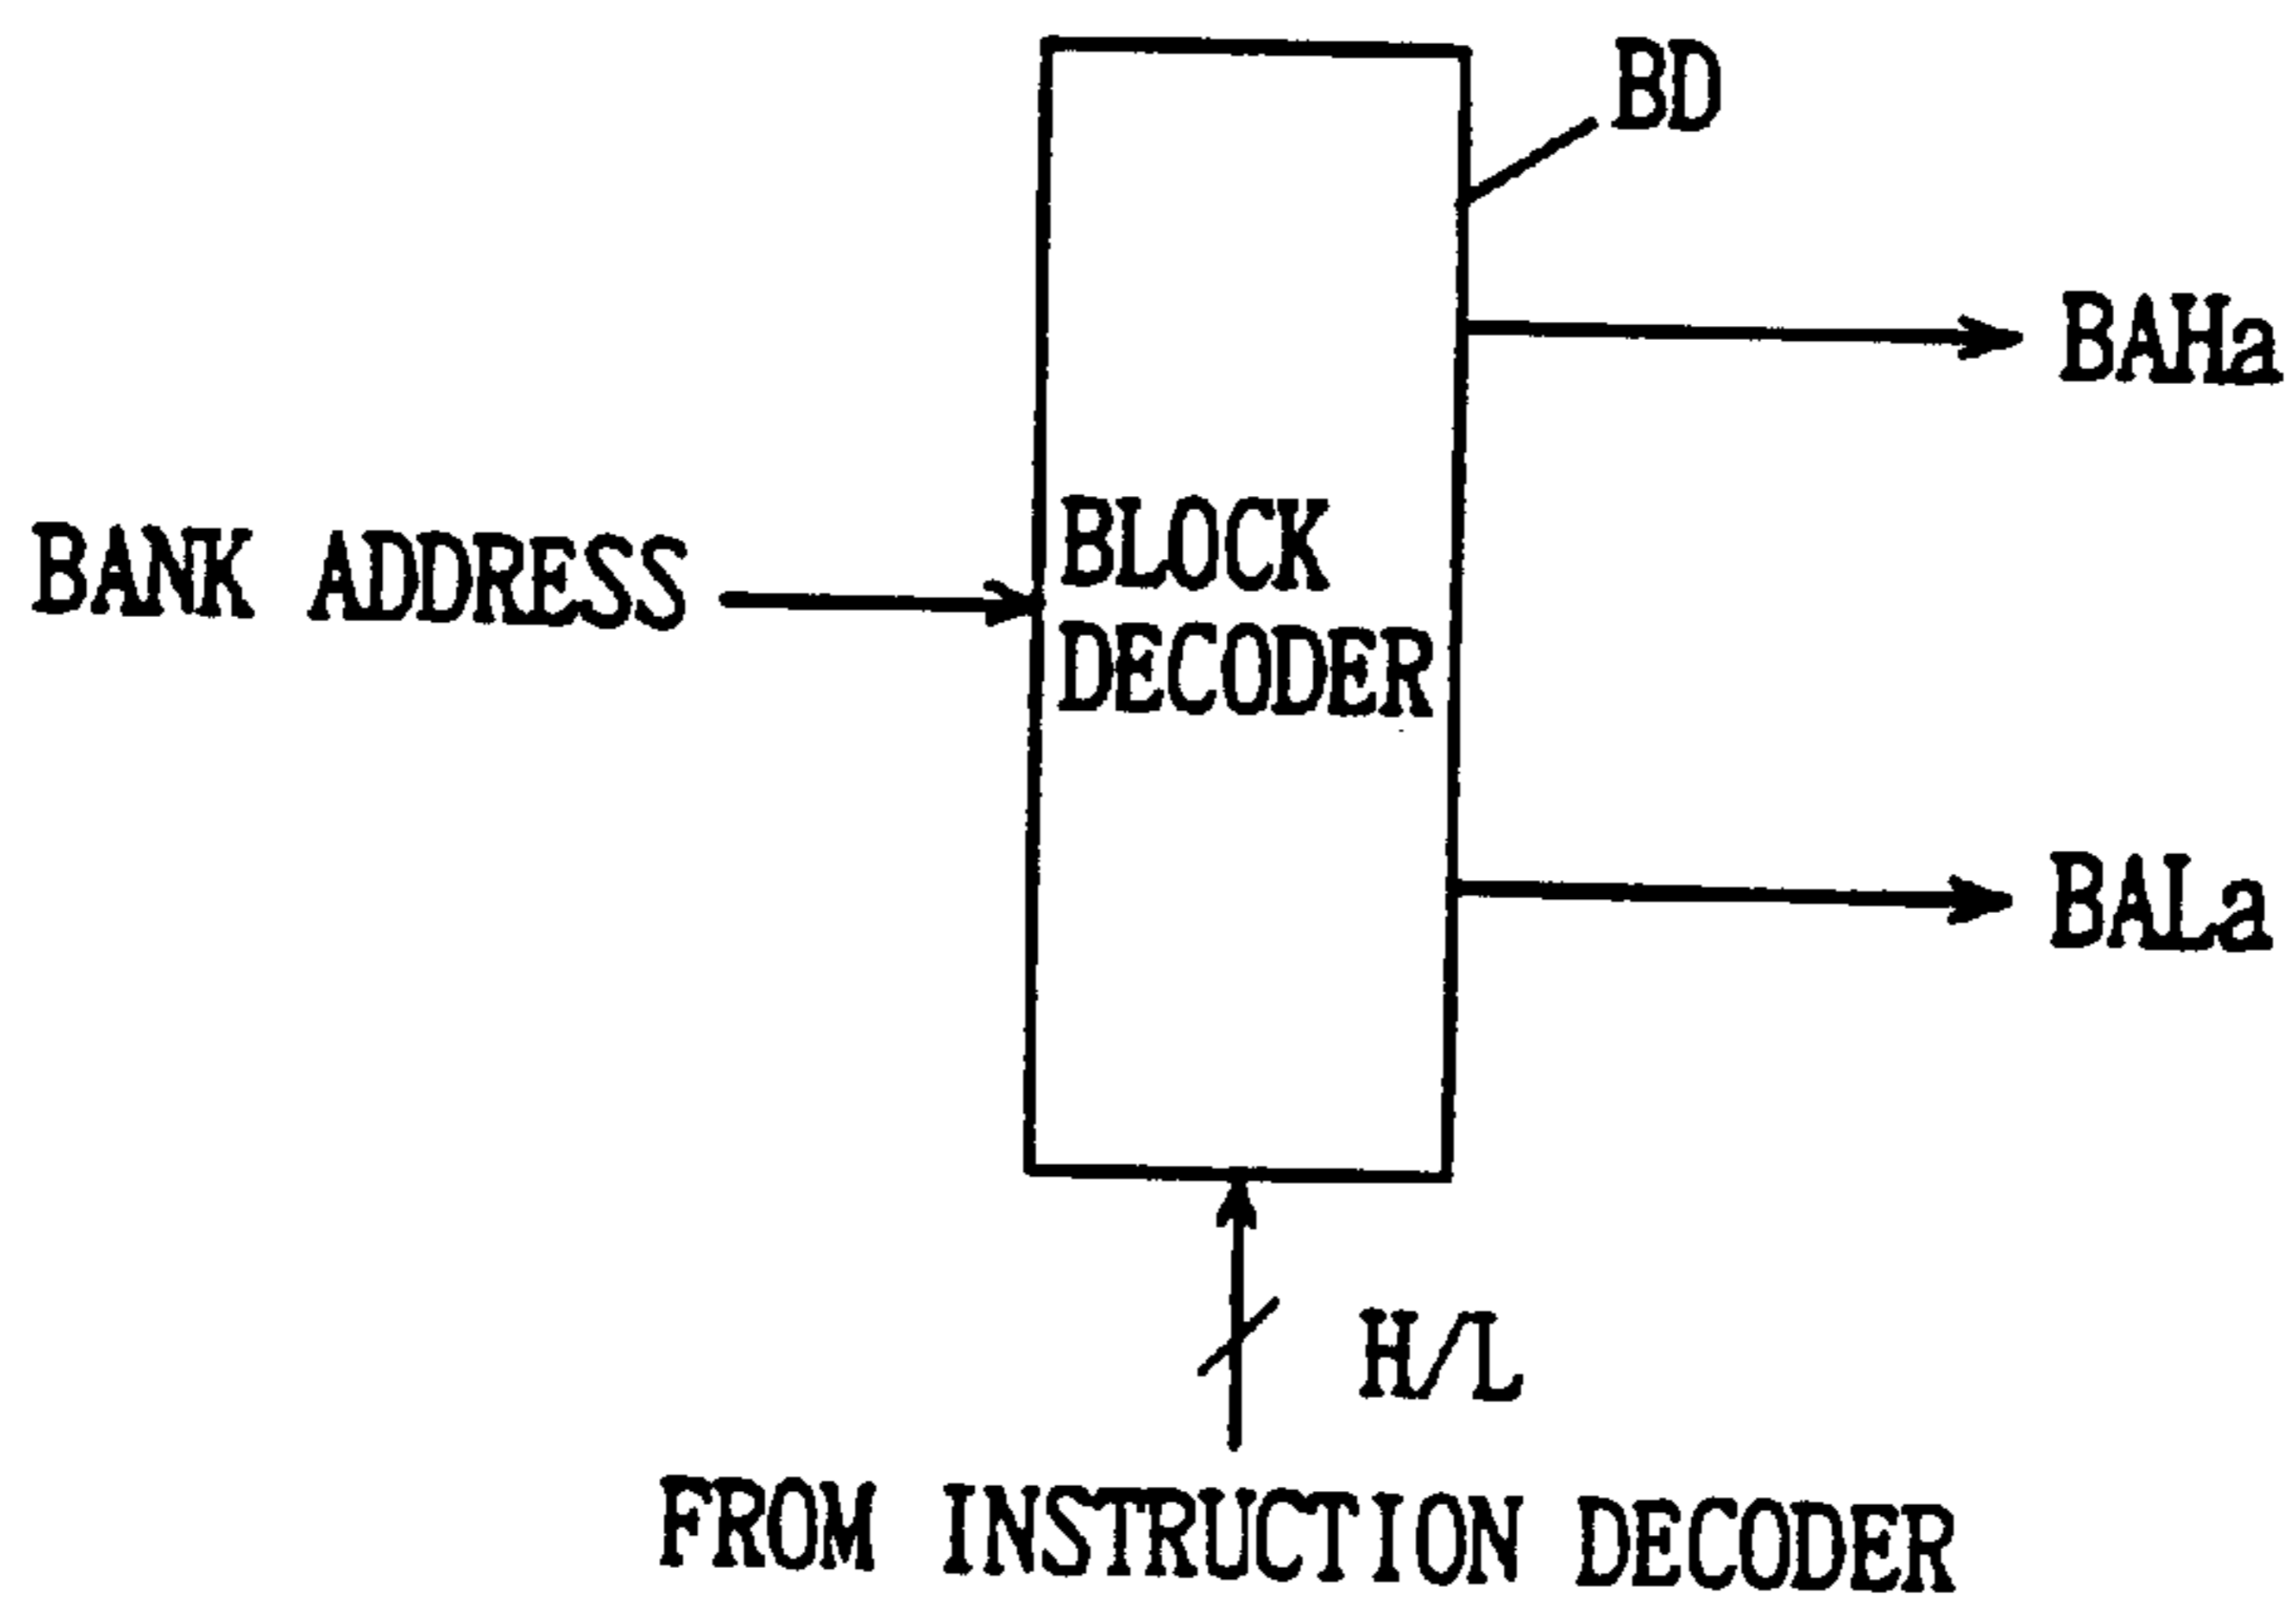 BD
BAHa
BANK ADDRESS
BLOCK
DECODER
BALa
H/L
FROM INSTRUCTION DECODER